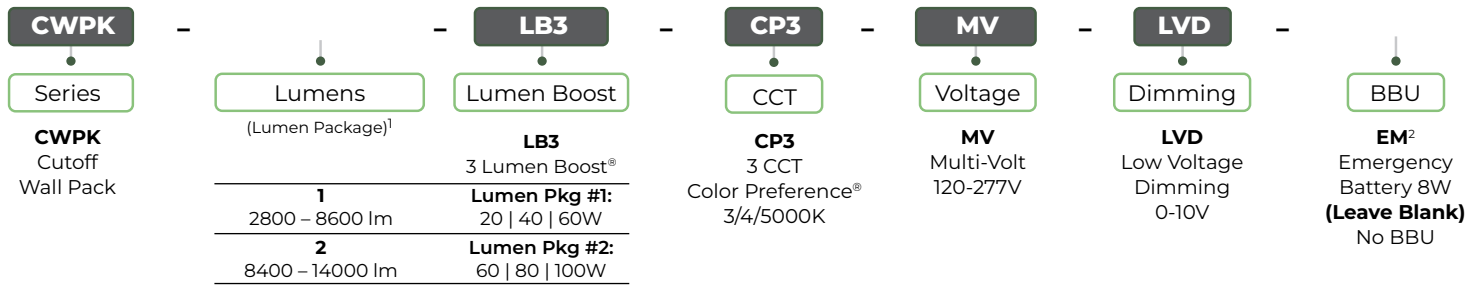 CWPK – – LB3 – CP3 – MV – LVD –
Series Lumens Lumen Boost CCT Voltage Dimming BBU
(Lumen Package)1
CWPK
Cutoff
Wall Pack
LB3
3 Lumen Boost®
1 Lumen Pkg #1:
2800 – 8600 lm 20 | 40 | 60W
2 Lumen Pkg #2:
8400 – 14000 lm 60 | 80 | 100W
CP3
3 CCT
Color Preference®
3/4/5000K
MV
Multi-Volt
120-277V
LVD
Low Voltage
Dimming
0-10V
EM2
Emergency
Battery 8W
(Leave Blank)
No BBU